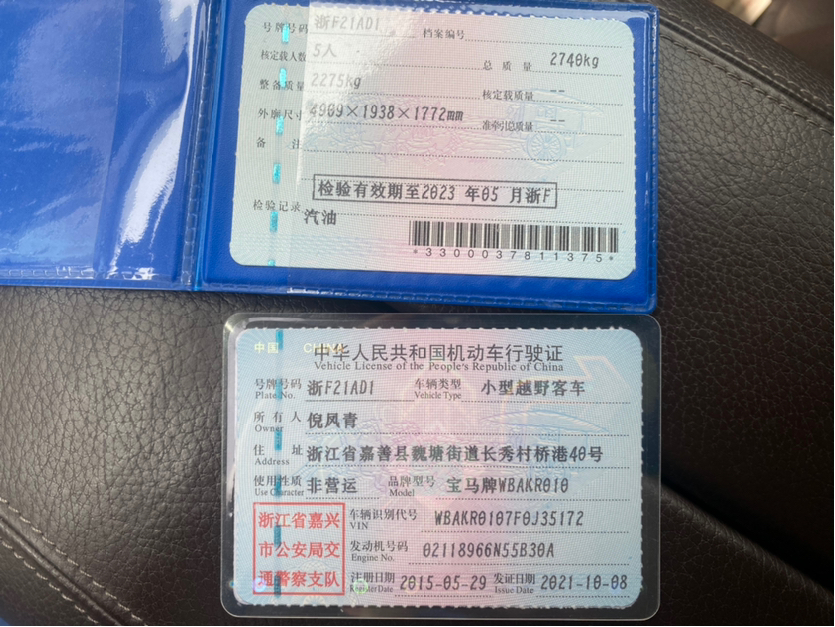 号牌号码 浙F21AD1 档案编号
核定载人数 5人 总质量 2740kg
整备质量 2275kg 核定载质量 --
外廓尺寸 4909×1938×1772mm 准牵引总质量 --
备注
检验有效期至2023 年05 月浙F
检验记录
汽油
*3300037811375*
中国 CHINA
中华人民共和国机动车行驶证
Vehicle License of the People's Republic of China
号牌号码 浙F21AD1 车辆类型 小型越野客车
Plate No. Vehicle Type
所有人 倪凤青
Owner
住址 浙江省嘉善县魏塘街道长秀村桥港40号
Address
使用性质 非营运 品牌型号 宝马牌WBAKR010
Use Character Model
浙江省嘉兴 车辆识别代号 WBAKR0107F0J35172
VIN
市公安局交 发动机号码 02118966N55B30A
Engine No.
通警察支队 注册日期 2015-05-29 发证日期 2021-10-08
Register Date Issue Date